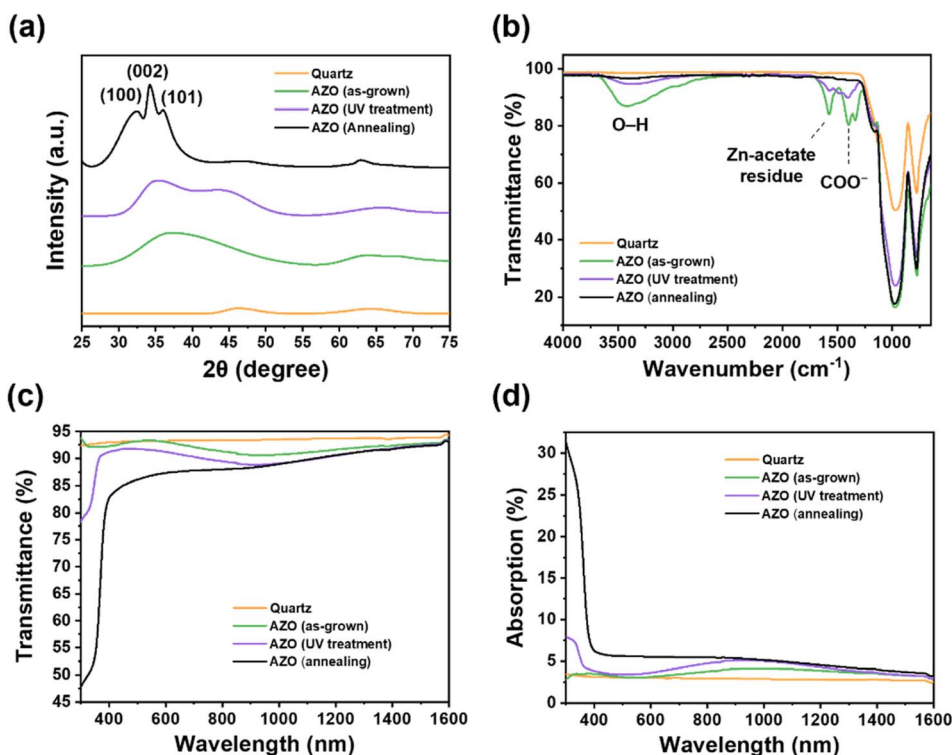 (a)
Intensity (a.u.)
(002)
(100)
(101)
Quartz
AZO (as-grown)
AZO (UV treatment)
AZO (Annealing)
25 30 35 40 45 50 55 60 65 70 75
2θ (degree)
(b)
Transmittance (%)
100
80
60
40
20
O–H
Zn-acetate
residue
COO⁻
Quartz
AZO (as-grown)
AZO (UV treatment)
AZO (annealing)
4000 3500 3000 2500 2000 1500 1000
Wavenumber (cm⁻¹)
(c)
Transmittance (%)
95
90
85
80
75
70
65
60
55
50
45
Quartz
AZO (as-grown)
AZO (UV treatment)
AZO (annealing)
400 600 800 1000 1200 1400 1600
Wavelength (nm)
(d)
Absorption (%)
30
25
20
15
10
5
0
Quartz
AZO (as-grown)
AZO (UV treatment)
AZO (annealing)
400 600 800 1000 1200 1400 1600
Wavelength (nm)